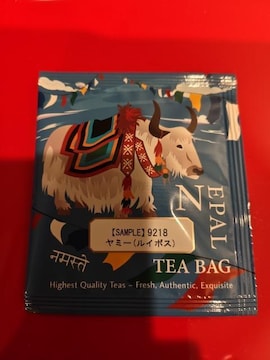 NEPAL
【SAMPLE】9218
ヤミー(ルイボス)
नमस्ते
TEA BAG
Highest Quality Teas – Fresh, Authentic, Exquisite